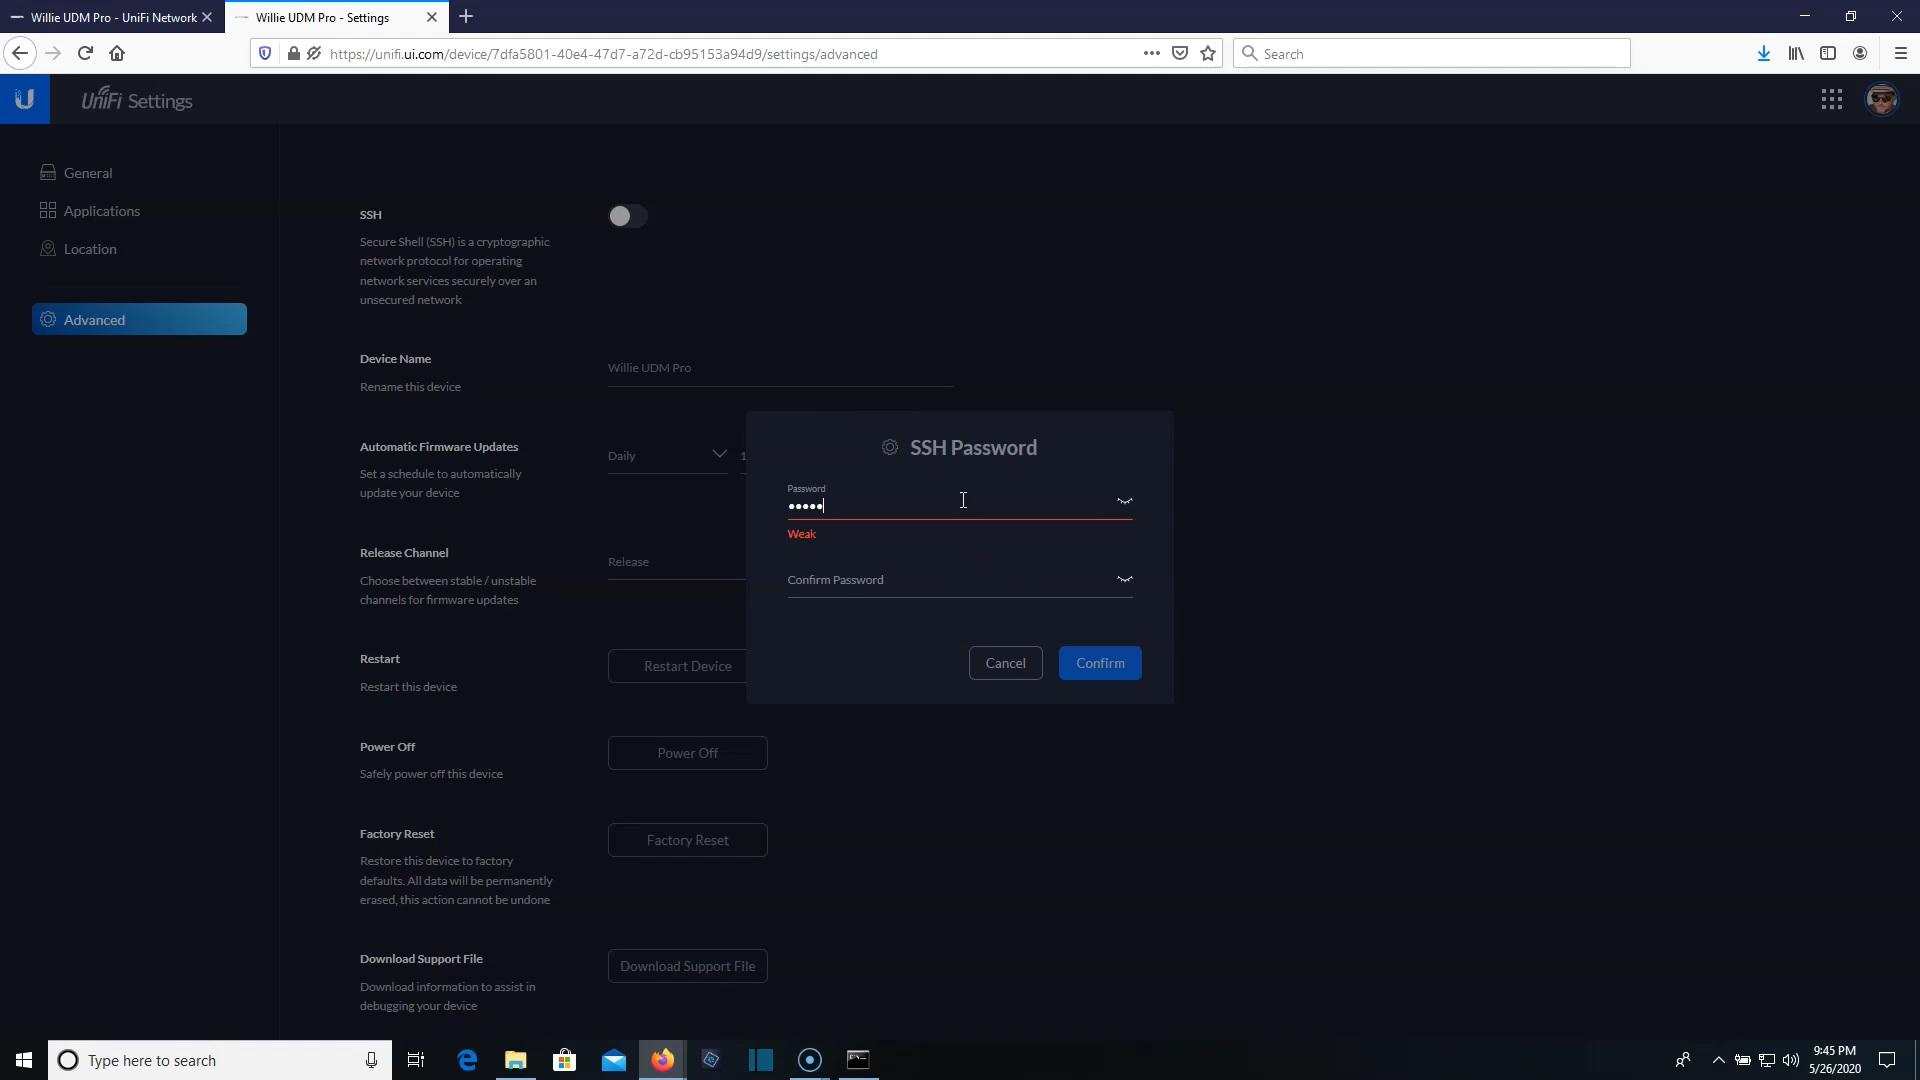 Willie UDM Pro - UniFi Network
Willie UDM Pro - Settings
https://unifi.ui.com/device/7dfa5801-40e4-47d7-a72d-cb95153a94d9/settings/advanced
Search
UniFi Settings
General
Applications
Location
Advanced
SSH
Secure Shell (SSH) is a cryptographic
network protocol for operating
network services securely over an
unsecured network
Device Name
Rename this device
Willie UDM Pro
Automatic Firmware Updates
Set a schedule to automatically
update your device
Daily
1
Release Channel
Choose between stable / unstable
channels for firmware updates
Release
Restart
Restart this device
Restart Device
Power Off
Safely power off this device
Power Off
Factory Reset
Restore this device to factory
defaults. All data will be permanently
erased, this action cannot be undone
Factory Reset
Download Support File
Download information to assist in
debugging your device
Download Support File
SSH Password
Password
•••••
Weak
Confirm Password
Cancel
Confirm
Type here to search
9:45 PM
5/26/2020